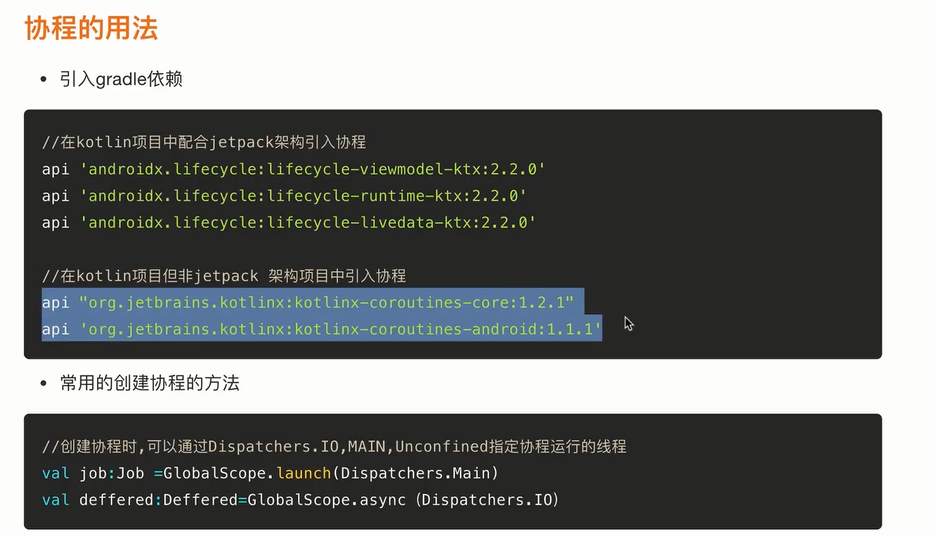 协程的用法
• 引入gradle依赖
//在kotlin项目中配合jetpack架构引入协程
api 'androidx.lifecycle:lifecycle-viewmodel-ktx:2.2.0'
api 'androidx.lifecycle:lifecycle-runtime-ktx:2.2.0'
api 'androidx.lifecycle:lifecycle-livedata-ktx:2.2.0'
//在kotlin项目但非jetpack 架构项目中引入协程
api "org.jetbrains.kotlinx:kotlinx-coroutines-core:1.2.1"
api 'org.jetbrains.kotlinx:kotlinx-coroutines-android:1.1.1'
• 常用的创建协程的方法
//创建协程时,可以通过Dispatchers.IO,MAIN,Unconfined指定协程运行的线程
val job:Job =GlobalScope.launch(Dispatchers.Main)
val deffered:Deffered=GlobalScope.async（Dispatchers.IO）